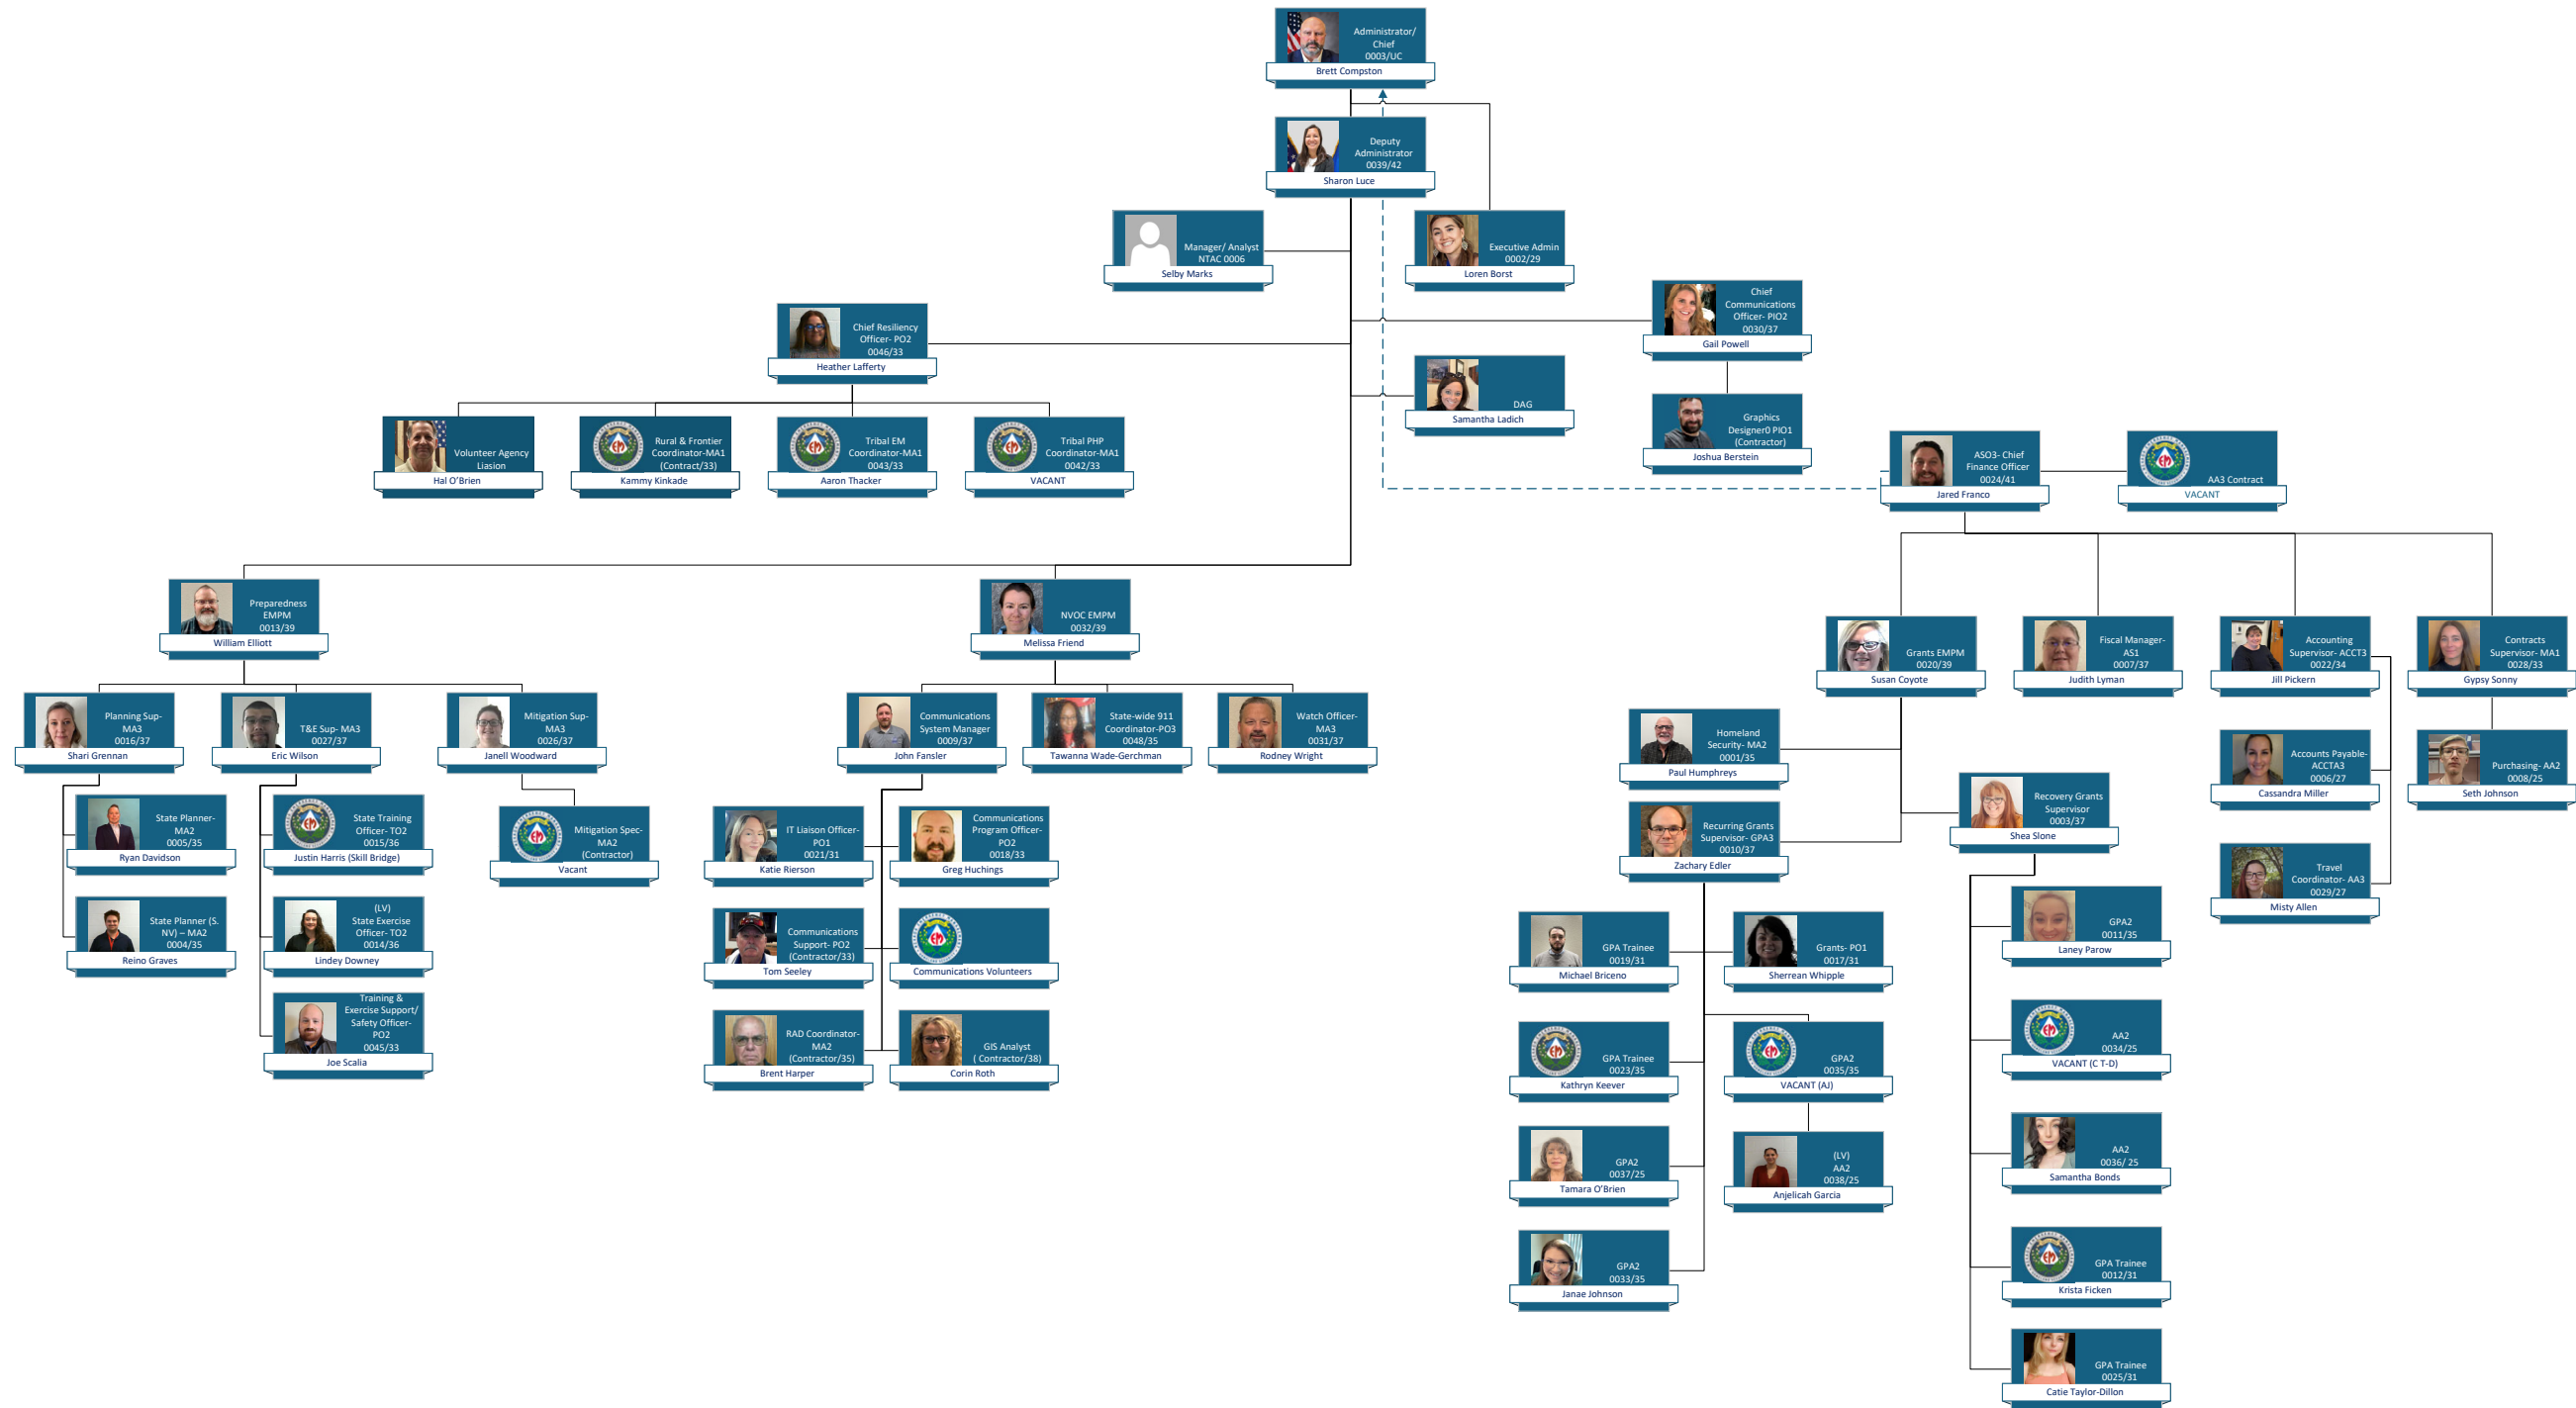 Administrator/
Chief
0003/UC
Brett Compston
Deputy
Administrator
0039/42
Sharon Luce
Manager/ Analyst
NTAC 0006
Selby Marks
Executive Admin
0002/29
Loren Borst
Chief
Communications
Officer- PIO2
0030/37
Gail Powell
Chief Resiliency
Officer- PO2
0046/33
Heather Lafferty
DAG
Samantha Ladich
Graphics
Designer0 PIO1
(Contractor)
Joshua Berstein
Volunteer Agency
Liasion
Hal O'Brien
Rural & Frontier
Coordinator-MA1
(Contract/33)
Kammy Kinkade
Tribal EM
Coordinator-MA1
0043/33
Aaron Thacker
Tribal PHP
Coordinator-MA1
0042/33
VACANT
ASO3- Chief
Finance Officer
0024/41
Jared Franco
AA3 Contract
VACANT
Preparedness
EMPM
0013/39
William Elliott
NVOC EMPM
0032/39
Melissa Friend
Grants EMPM
0020/39
Susan Coyote
Fiscal Manager-
AS1
0007/37
Judith Lyman
Accounting
Supervisor- ACCT3
0022/34
Jill Pickern
Contracts
Supervisor- MA1
0028/33
Gypsy Sonny
Planning Sup-
MA3
0016/37
Shari Grennan
T&E Sup- MA3
0027/37
Eric Wilson
Mitigation Sup-
MA3
0026/37
Janell Woodward
Communications
System Manager
0009/37
John Fansler
State-wide 911
Coordinator-PO3
0048/35
Tawanna Wade-Gerchman
Watch Officer-
MA3
0031/37
Rodney Wright
Homeland
Security- MA2
0001/35
Paul Humphreys
Accounts Payable-
ACCTA3
0006/27
Cassandra Miller
Purchasing- AA2
0008/25
Seth Johnson
State Planner-
MA2
0005/35
Ryan Davidson
State Training
Officer- TO2
0015/36
Justin Harris (Skill Bridge)
Mitigation Spec-
MA2
(Contractor)
Vacant
IT Liaison Officer-
PO1
0021/31
Katie Rierson
Communications
Program Officer-
PO2
0018/33
Greg Huchings
Recurring Grants
Supervisor- GPA3
0010/37
Zachary Edler
Recovery Grants
Supervisor
0003/37
Shea Slone
Travel
Coordinator- AA3
0029/27
Misty Allen
State Planner (S.
NV) – MA2
0004/35
Reino Graves
(LV)
State Exercise
Officer- TO2
0014/36
Lindey Downey
Communications
Support- PO2
(Contractor/33)
Tom Seeley
Communications Volunteers
GPA Trainee
0019/31
Michael Briceno
Grants- PO1
0017/31
Sherrean Whipple
GPA2
0011/35
Laney Parow
Training &
Exercise Support/
Safety Officer-
PO2
0045/33
Joe Scalia
RAD Coordinator-
MA2
(Contractor/35)
Brent Harper
GIS Analyst
( Contractor/38)
Corin Roth
GPA Trainee
0023/35
Kathryn Keever
GPA2
0035/35
VACANT (AJ)
AA2
0034/25
VACANT (C T-D)
GPA2
0037/25
Tamara O'Brien
(LV)
AA2
0038/25
Anjelicah Garcia
AA2
0036/ 25
Samantha Bonds
GPA2
0033/35
Janae Johnson
GPA Trainee
0012/31
Krista Ficken
GPA Trainee
0025/31
Catie Taylor-Dillon